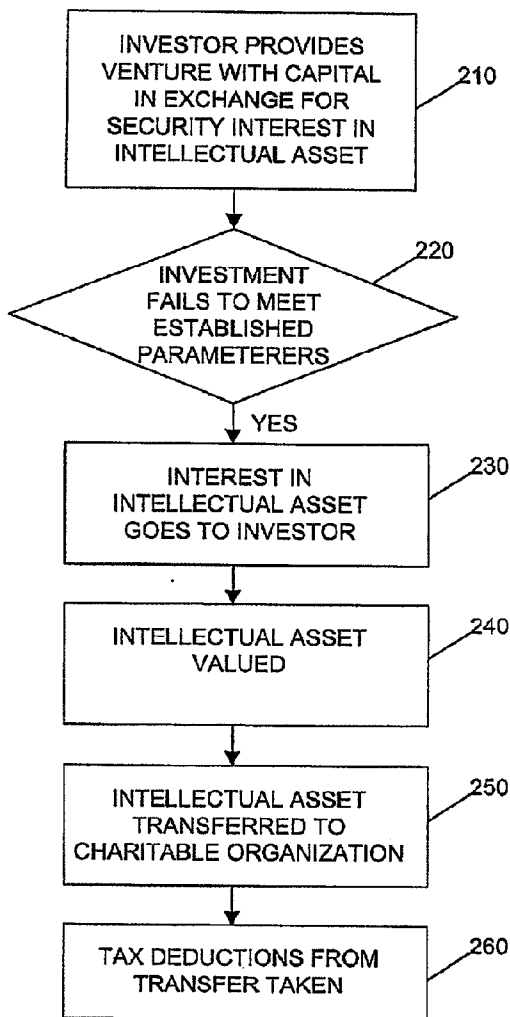 INVESTOR PROVIDES
VENTURE WITH CAPITAL
IN EXCHANGE FOR
SECURITY INTEREST IN
INTELLECTUAL ASSET
210
220
INVESTMENT
FAILS TO MEET
ESTABLISHED
PARAMETERERS
YES
230
INTEREST IN
INTELLECTUAL ASSET
GOES TO INVESTOR
240
INTELLECTUAL ASSET
VALUED
250
INTELLECTUAL ASSET
TRANSFERRED TO
CHARITABLE ORGANIZATION
260
TAX DEDUCTIONS FROM
TRANSFER TAKEN